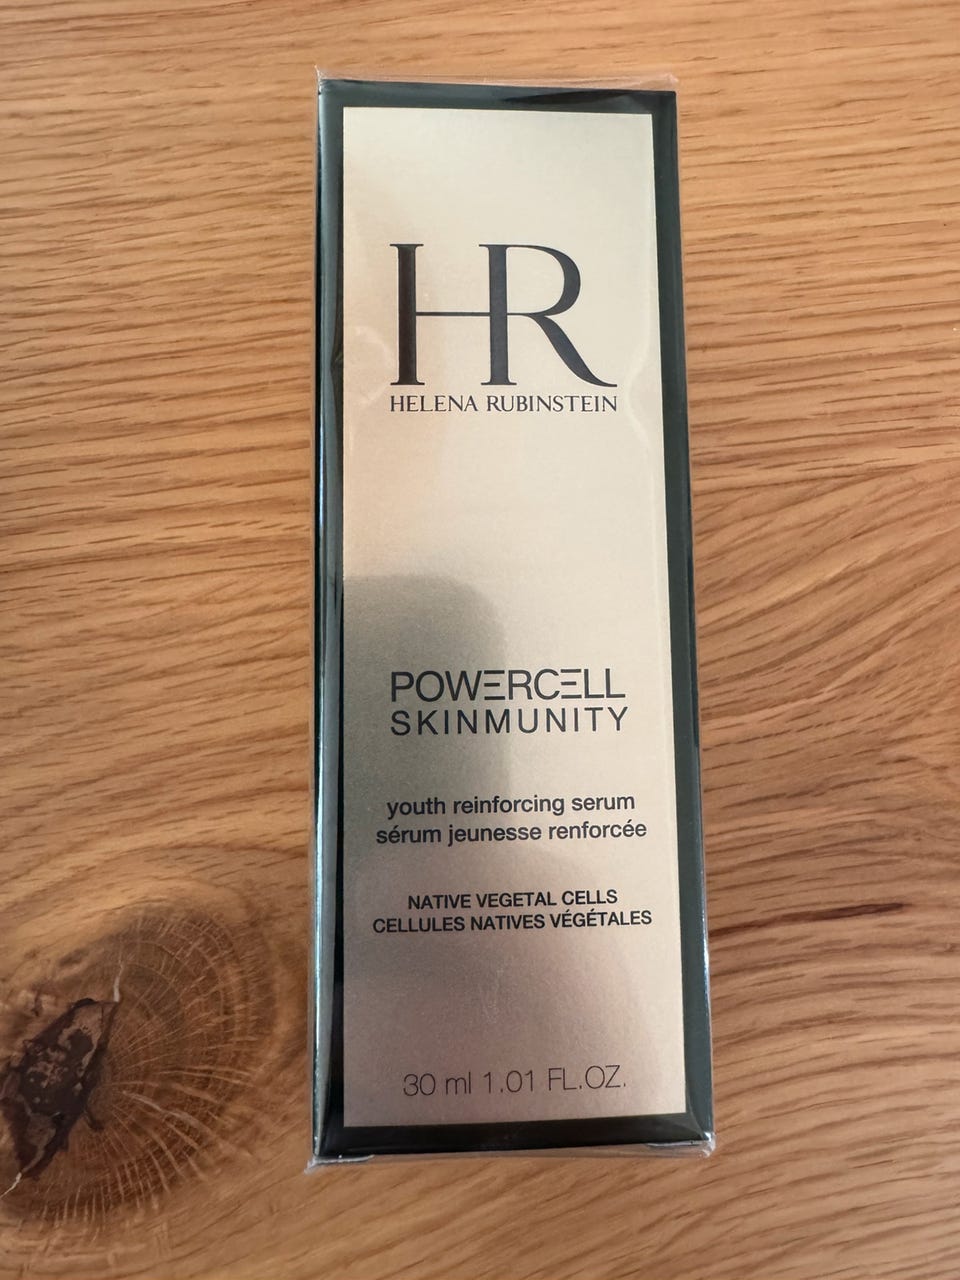 HR
HELENA RUBINSTEIN
POWERCELL
SKINMUNITY
youth reinforcing serum
sérum jeunesse renforcée
NATIVE VEGETAL CELLS
CELLULES NATIVES VÉGÉTALES
30 ml 1.01 FL.OZ.